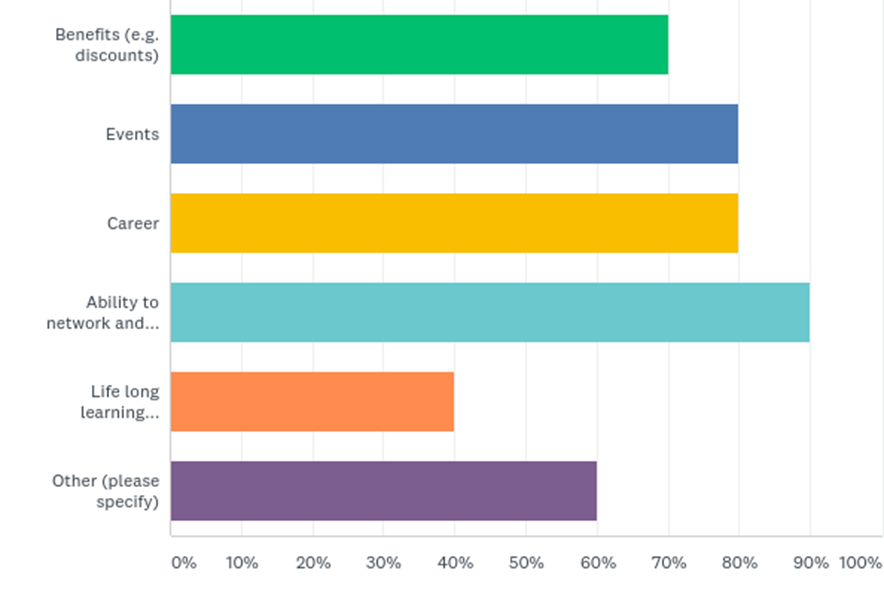 Benefits (e.g.
discounts)
Events
Career
Ability to
network and...
Life long
learning...
Other (please
specify)
0% 10% 20% 30% 40% 50% 60% 70% 80% 90% 100%